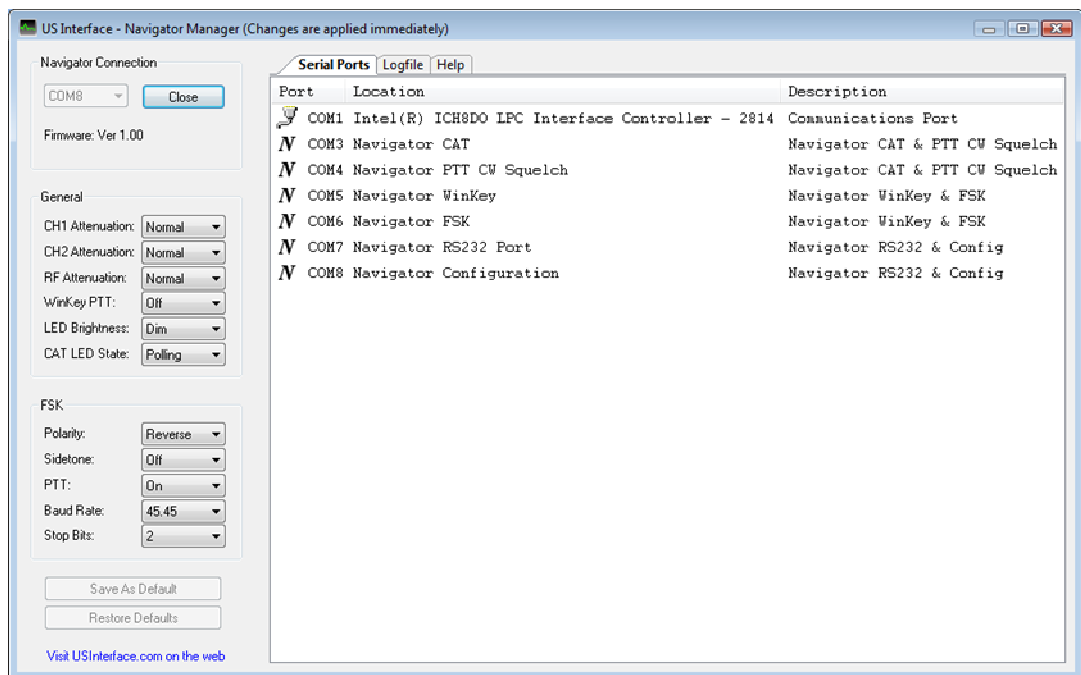 US Interface - Navigator Manager (Changes are applied immediately)
Navigator Connection
COM8
Close
Firmware: Ver 1.00
General
CH1 Attenuation: Normal
CH2 Attenuation: Normal
RF Attenuation: Normal
WinKey PTT: Off
LED Brightness: Dim
CAT LED State: Polling
FSK
Polarity: Reverse
Sidetone: Off
PTT: On
Baud Rate: 45.45
Stop Bits: 2
Save As Default
Restore Defaults
Visit USInterface.com on the web
Serial Ports Logfile Help
Port Location Description
COM1 Intel(R) ICH8DO LPC Interface Controller - 2814 Communications Port
N COM3 Navigator CAT Navigator CAT & PTT CW Squelch
N COM4 Navigator PTT CW Squelch Navigator CAT & PTT CW Squelch
N COM5 Navigator WinKey Navigator WinKey & FSK
N COM6 Navigator FSK Navigator WinKey & FSK
N COM7 Navigator RS232 Port Navigator RS232 & Config
N COM8 Navigator Configuration Navigator RS232 & Config